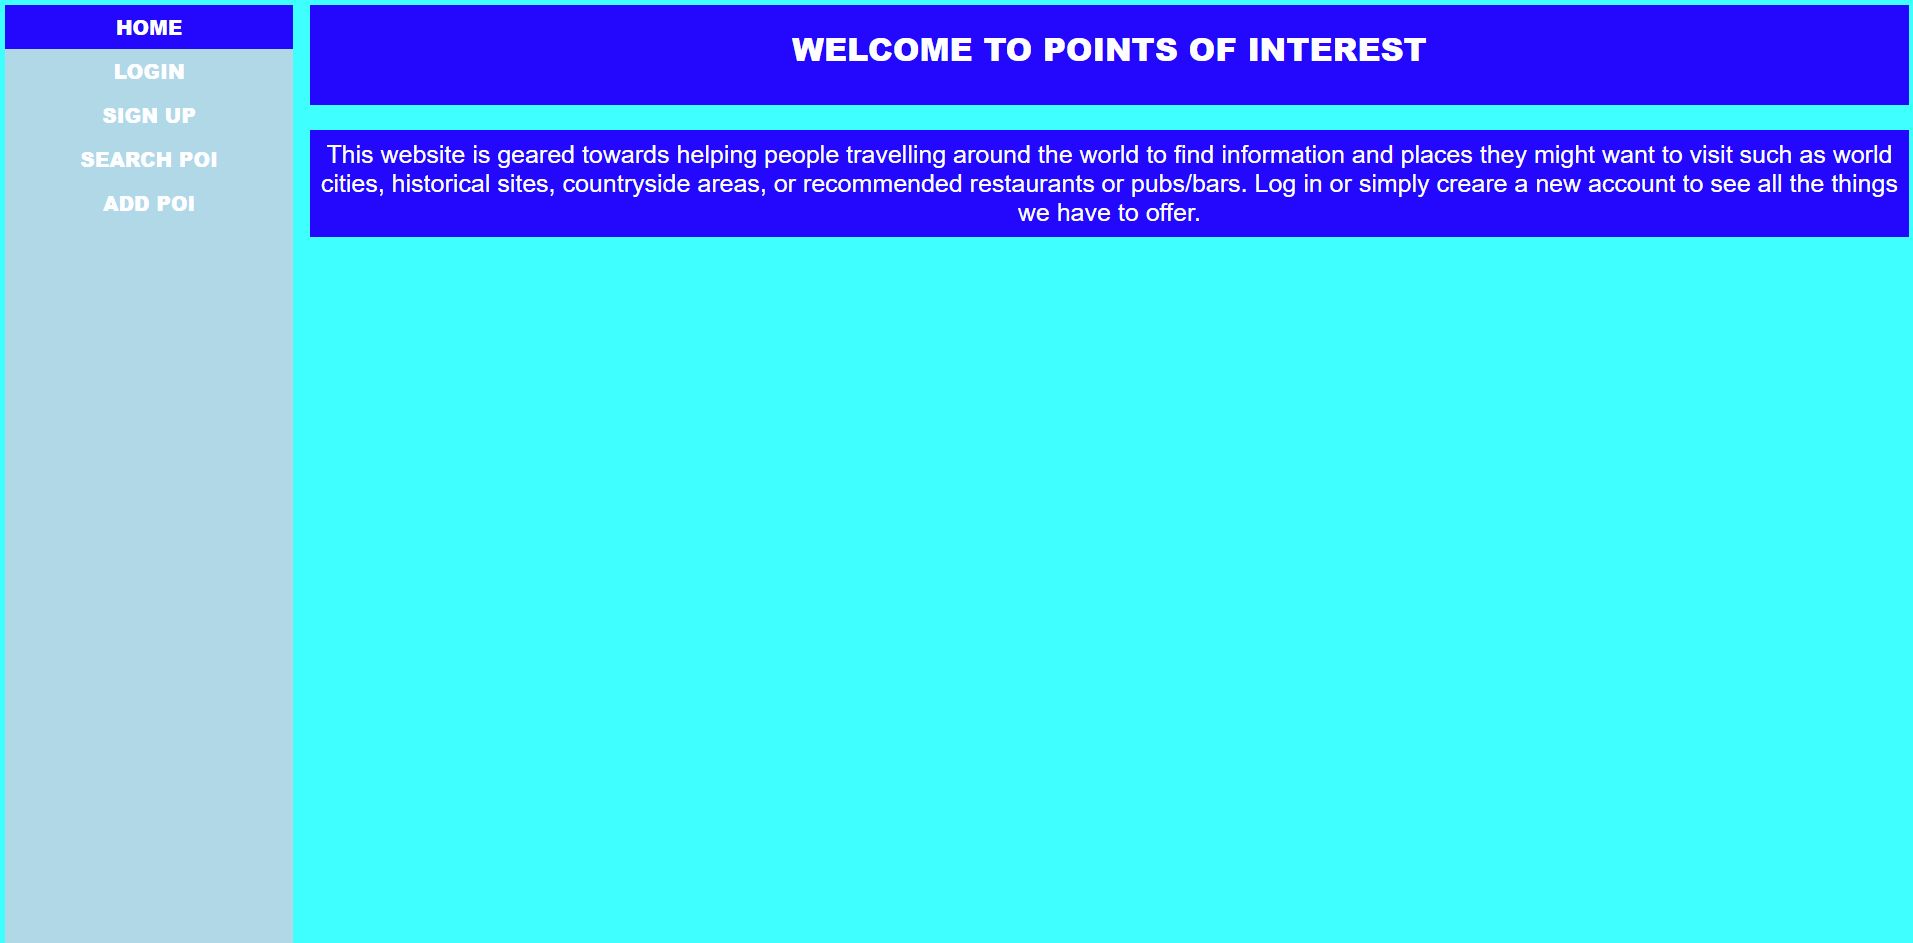 HOME
LOGIN
SIGN UP
SEARCH POI
ADD POI
WELCOME TO POINTS OF INTEREST
This website is geared towards helping people travelling around the world to find information and places they might want to visit such as world
cities, historical sites, countryside areas, or recommended restaurants or pubs/bars. Log in or simply creare a new account to see all the things
we have to offer.